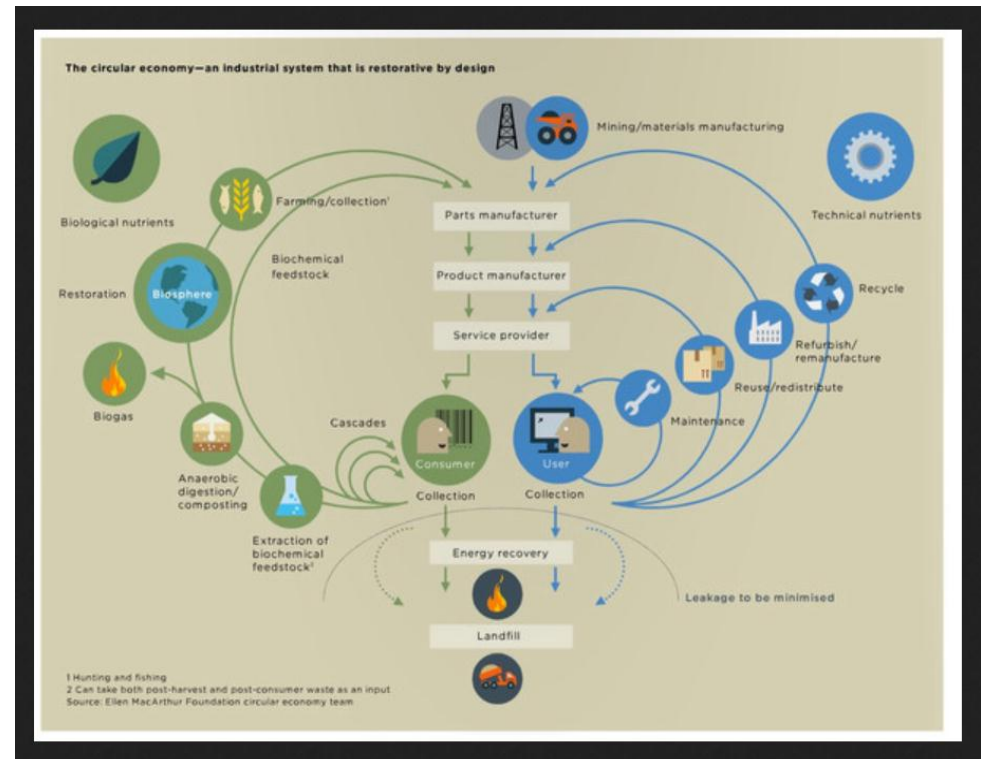 The circular economy—an industrial system that is restorative by design
Mining/materials manufacturing
Biological nutrients
Farming/collection¹
Parts manufacturer
Technical nutrients
Biochemical
feedstock
Product manufacturer
Restoration
Biosphere
Recycle
Service provider
Refurbish/
remanufacture
Reuse/redistribute
Biogas
Cascades
Maintenance
Consumer
User
Anaerobic
digestion/
composting
Collection
Collection
Extraction of
biochemical
feedstock²
Energy recovery
Leakage to be minimised
Landfill
1 Hunting and fishing
2 Can take both post-harvest and post-consumer waste as an input
Source: Ellen MacArthur Foundation circular economy team